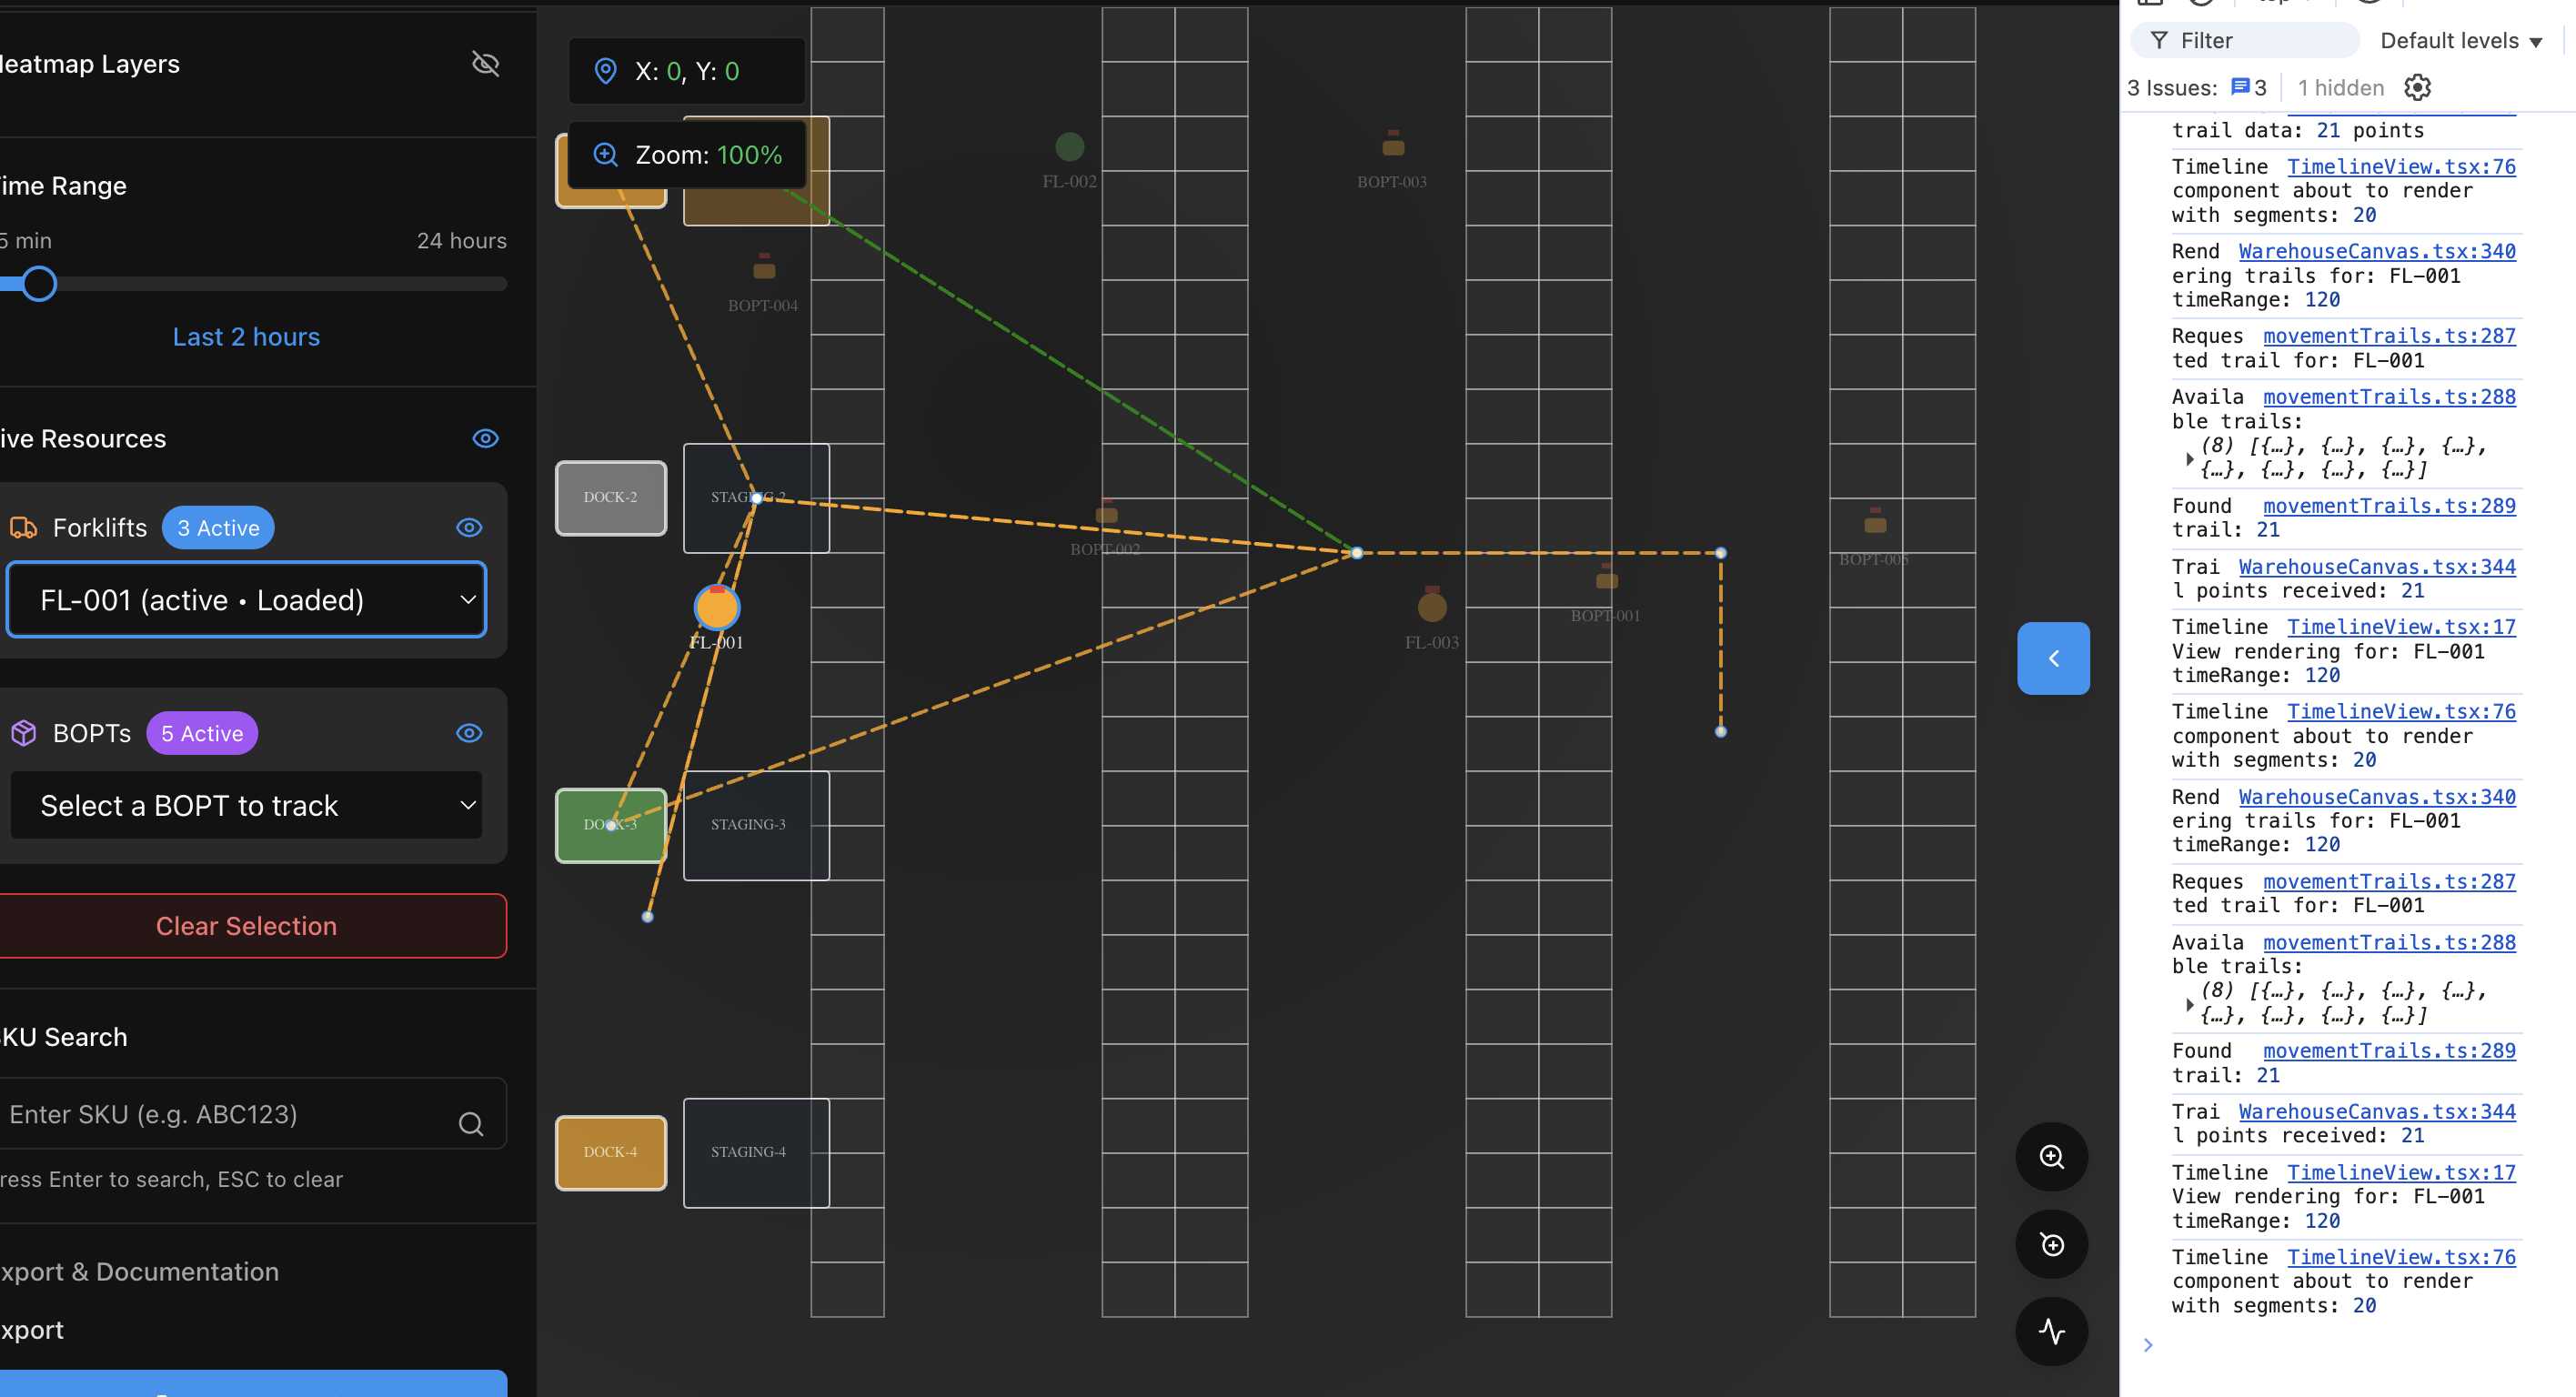 eatmap Layers
ime Range
5 min
24 hours
Last 2 hours
ive Resources
Forklifts
3 Active
FL-001 (active • Loaded)
BOPTs
5 Active
Select a BOPT to track
Clear Selection
KU Search
Enter SKU (e.g. ABC123)
ress Enter to search, ESC to clear
xport & Documentation
xport
X: 0, Y: 0
Zoom: 100%
FL-002
BOPT-003
BOPT-004
DOCK-2
STAGING-2
BOPT-002
BOPT-005
FL-001
FL-003
BOPT-001
DOCK-3
STAGING-3
DOCK-4
STAGING-4
Filter
Default levels
3 Issues:
3
1 hidden
trail data: 21 points
Timeline TimelineView.tsx:76
component about to render
with segments: 20
Rend WarehouseCanvas.tsx:340
ering trails for: FL-001
timeRange: 120
Reques movementTrails.ts:287
ted trail for: FL-001
Availa movementTrails.ts:288
ble trails:
(8) [{…}, {…}, {…}, {…},
{…}, {…}, {…}, {…}]
Found movementTrails.ts:289
trail: 21
Trai WarehouseCanvas.tsx:344
l points received: 21
Timeline TimelineView.tsx:17
View rendering for: FL-001
timeRange: 120
Timeline TimelineView.tsx:76
component about to render
with segments: 20
Rend WarehouseCanvas.tsx:340
ering trails for: FL-001
timeRange: 120
Reques movementTrails.ts:287
ted trail for: FL-001
Availa movementTrails.ts:288
ble trails:
(8) [{…}, {…}, {…}, {…},
{…}, {…}, {…}, {…}]
Found movementTrails.ts:289
trail: 21
Trai WarehouseCanvas.tsx:344
l points received: 21
Timeline TimelineView.tsx:17
View rendering for: FL-001
timeRange: 120
Timeline TimelineView.tsx:76
component about to render
with segments: 20